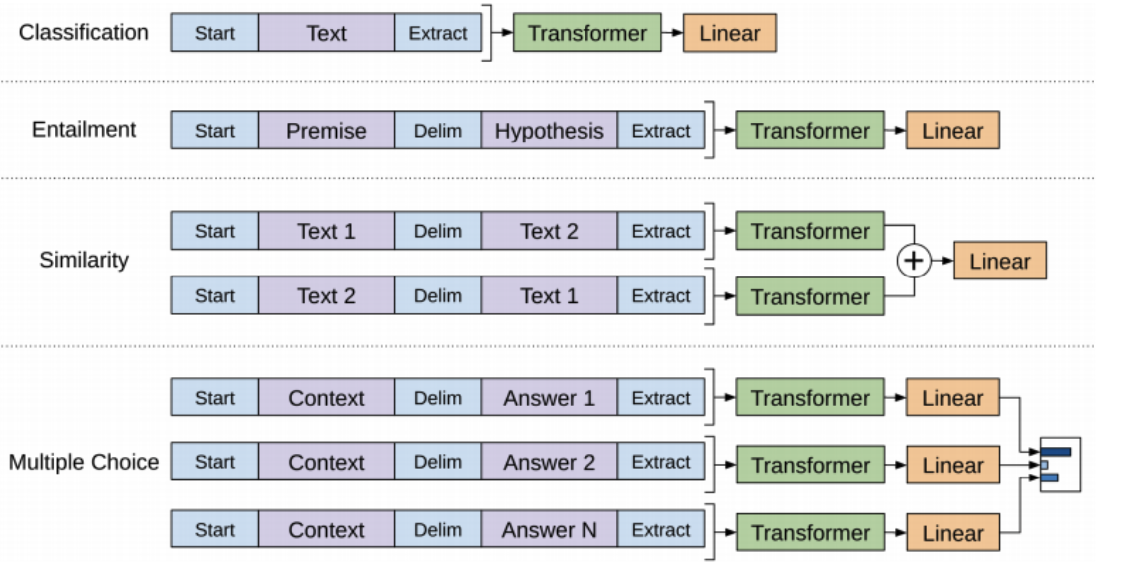 Classification Start Text Extract Transformer Linear
Entailment Start Premise Delim Hypothesis Extract Transformer Linear
Start Text 1 Delim Text 2 Extract Transformer
Similarity + Linear
Start Text 2 Delim Text 1 Extract Transformer
Start Context Delim Answer 1 Extract Transformer Linear
Multiple Choice Start Context Delim Answer 2 Extract Transformer Linear
Start Context Delim Answer N Extract Transformer Linear